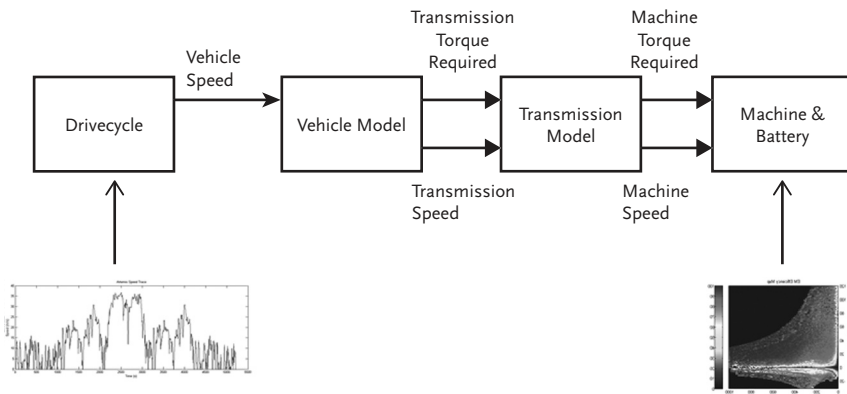 Transmission
Torque
Required
Machine
Torque
Required
Vehicle
Speed
Drivecycle
Vehicle Model
Transmission
Model
Machine &
Battery
Transmission
Speed
Machine
Speed